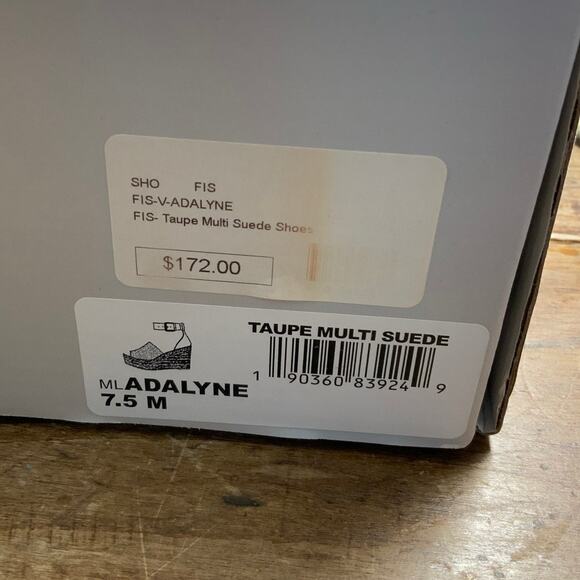 SHO FIS
FIS-V-ADALYNE
FIS- Taupe Multi Suede Shoes
$172.00
TAUPE MULTI SUEDE
1 90360 83924 9
MLADALYNE
7.5 M